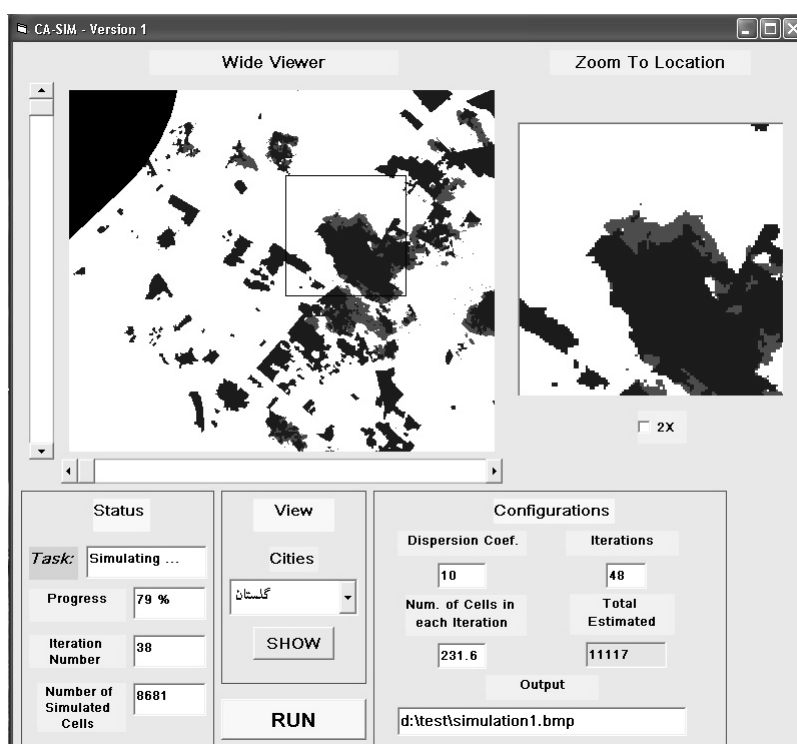 CA-SIM - Version 1
Wide Viewer
Zoom To Location
2X
Status
Task: Simulating ...
Progress 79 %
Iteration
Number
38
Number of
Simulated
Cells
8681
View
Cities
گلستان
SHOW
RUN
Configurations
Dispersion Coef.
10
Iterations
48
Num. of Cells in
each Iteration
231.6
Total
Estimated
11117
Output
d:\test\simulation1.bmp